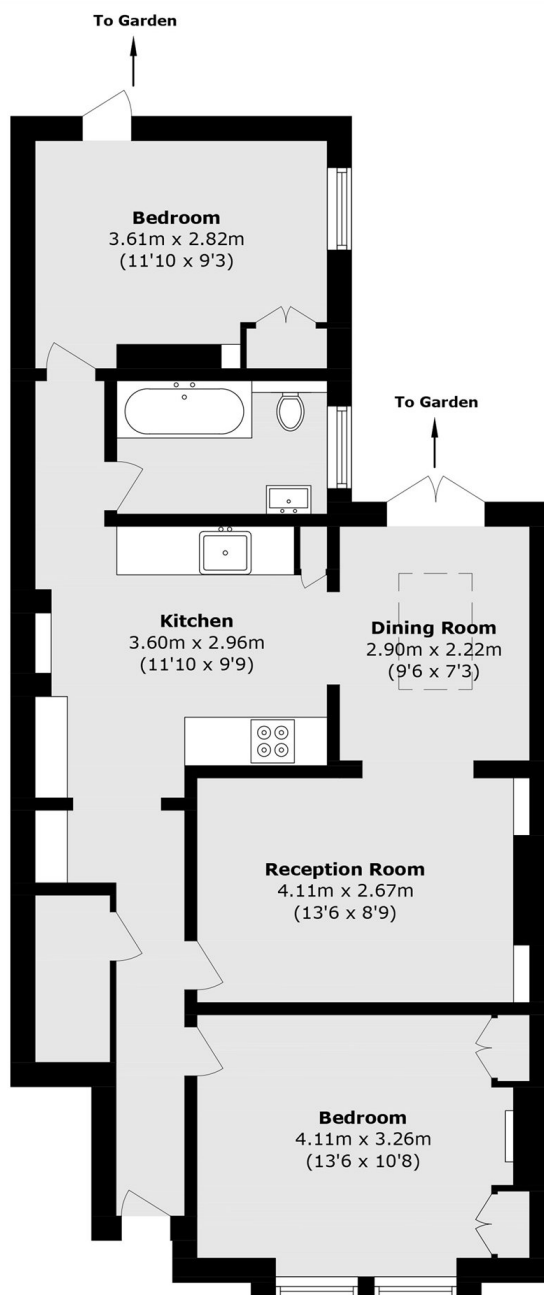 To Garden
Bedroom
3.61m x 2.82m
(11'10 x 9'3)
To Garden
Kitchen
3.60m x 2.96m
(11'10 x 9'9)
Dining Room
2.90m x 2.22m
(9'6 x 7'3)
Reception Room
4.11m x 2.67m
(13'6 x 8'9)
Bedroom
4.11m x 3.26m
(13'6 x 10'8)